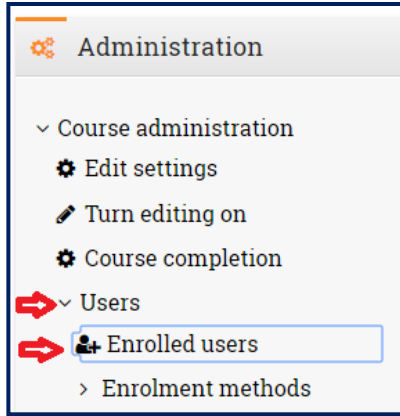 Administration
Course administration
Edit settings
Turn editing on
Course completion
Users
Enrolled users
Enrolment methods